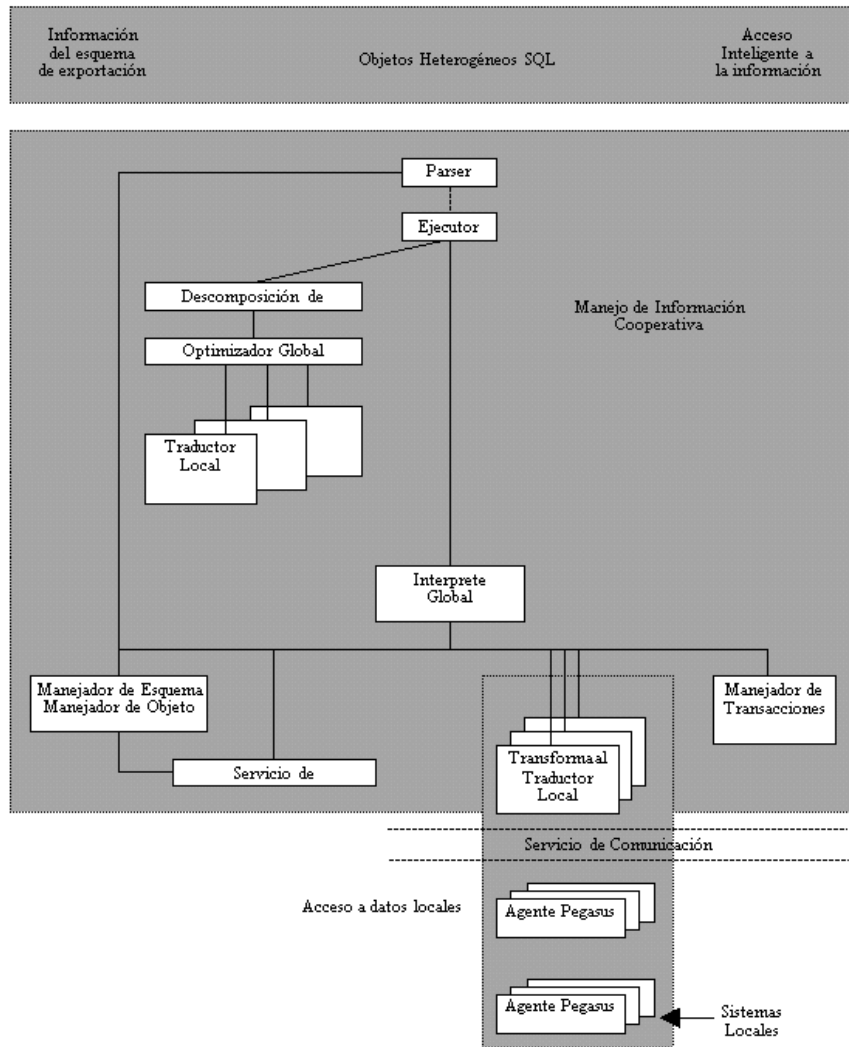 Información
del esquema
de exportación
Objetos Heterogéneos SQL
Acceso
Inteligente a
la información
Parser
Ejecutor
Descomposición de
Manejo de Información
Cooperativa
Optimizador Global
Traductor
Local
Interprete
Global
Manejador de Esquema
Manejador de Objeto
Manejador de
Transacciones
Servicio de
Transforma al
Traductor
Local
Servicio de Comunicación
Acceso a datos locales
Agente Pegasus
Agente Pegasus
Sistemas
Locales